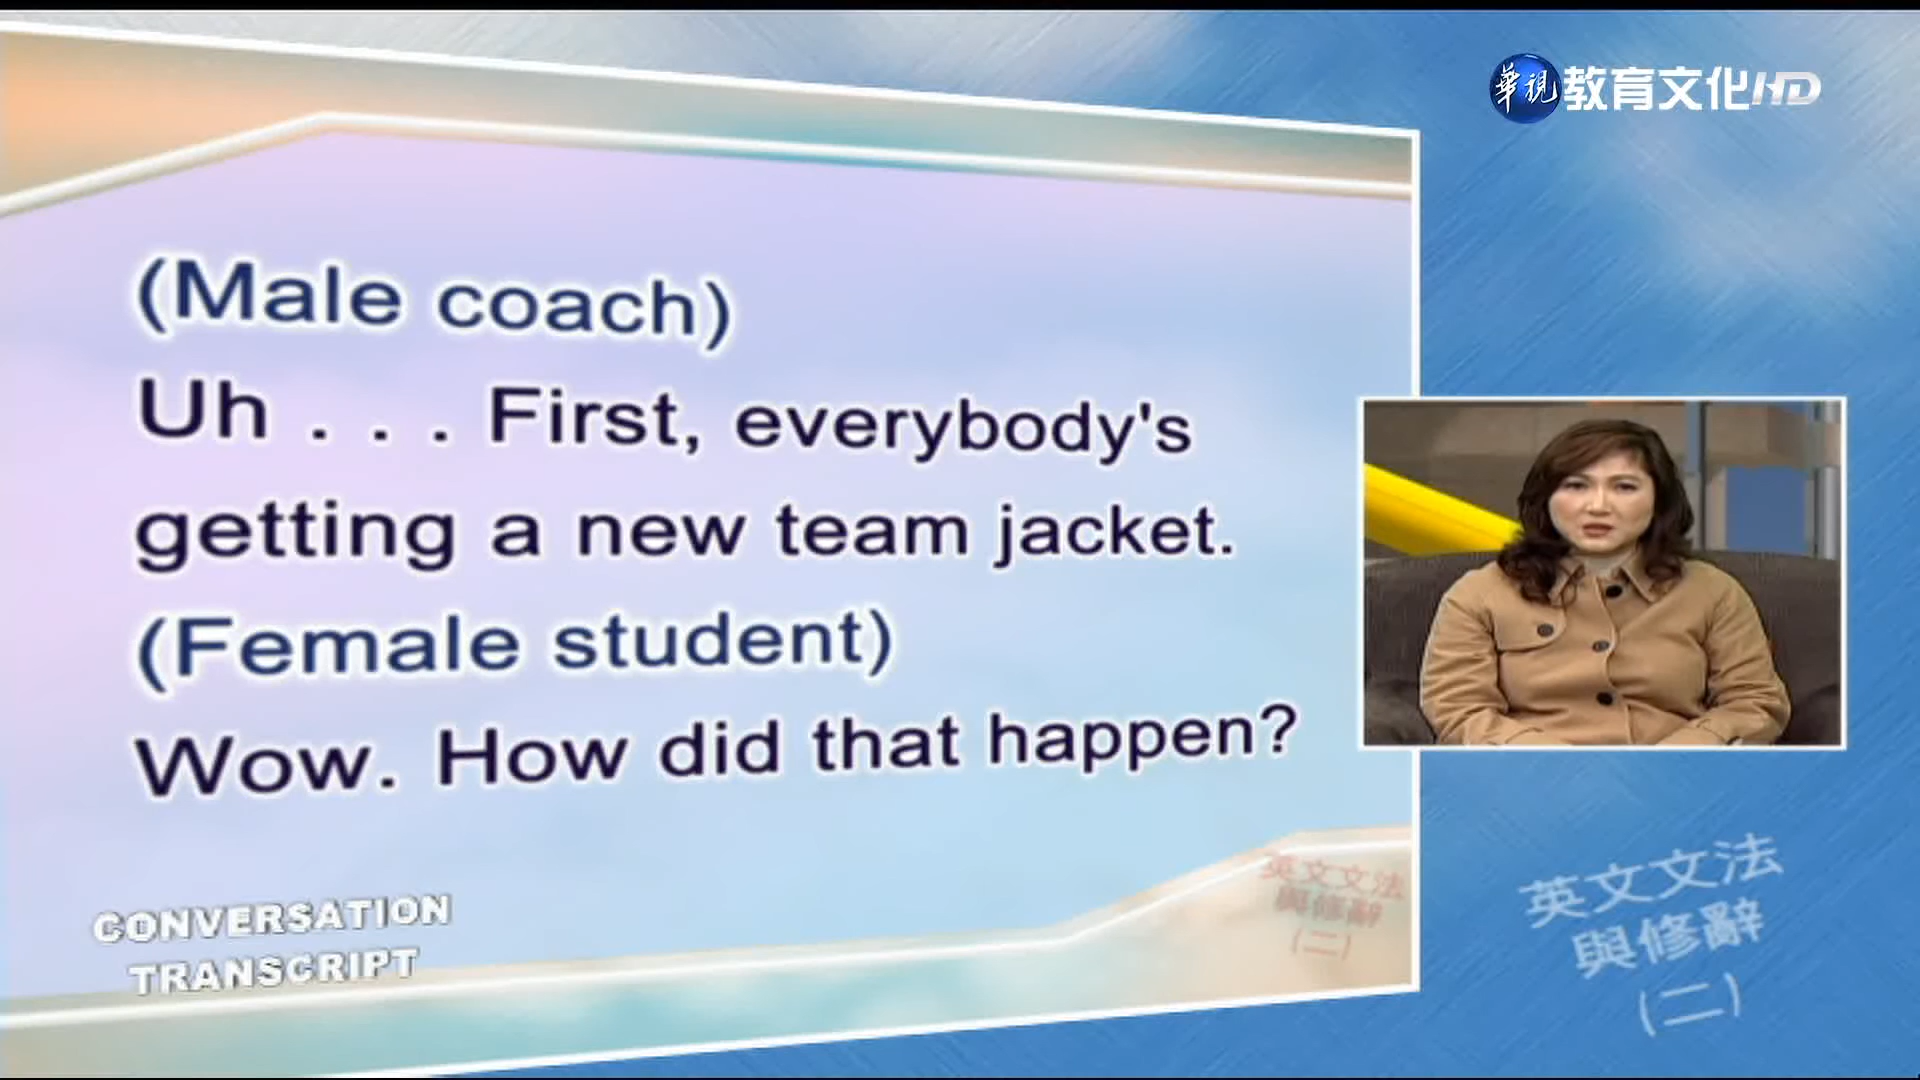 華視 教育文化HD
(Male coach)
Uh . . . First, everybody's
getting a new team jacket.
(Female student)
Wow. How did that happen?
CONVERSATION
TRANSCRIPT
英文文法
與修辭
(二)
英文文法
與修辭
(二)